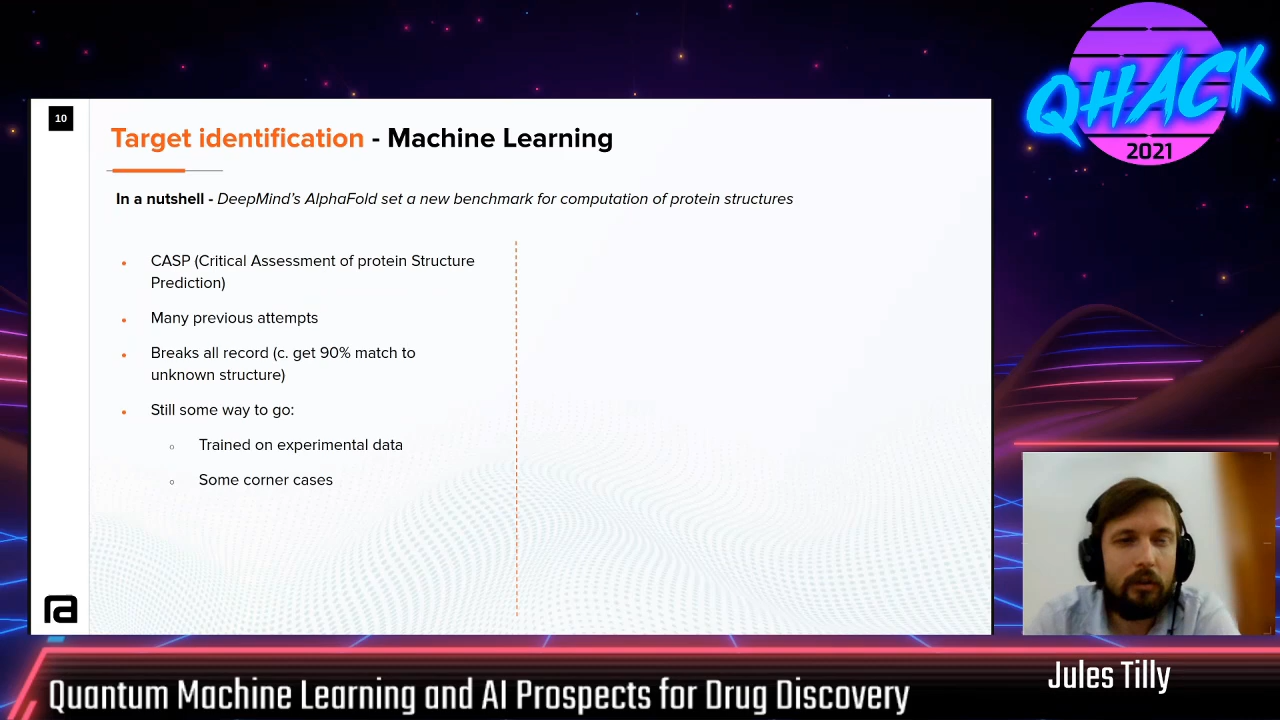 10
Target identification - Machine Learning
In a nutshell - DeepMind's AlphaFold set a new benchmark for computation of protein structures
CASP (Critical Assessment of protein Structure
Prediction)
Many previous attempts
Breaks all record (c. get 90% match to
unknown structure)
Still some way to go:
Trained on experimental data
Some corner cases
ra
QHACK
2021
Jules Tilly
Quantum Machine Learning and AI Prospects for Drug Discovery